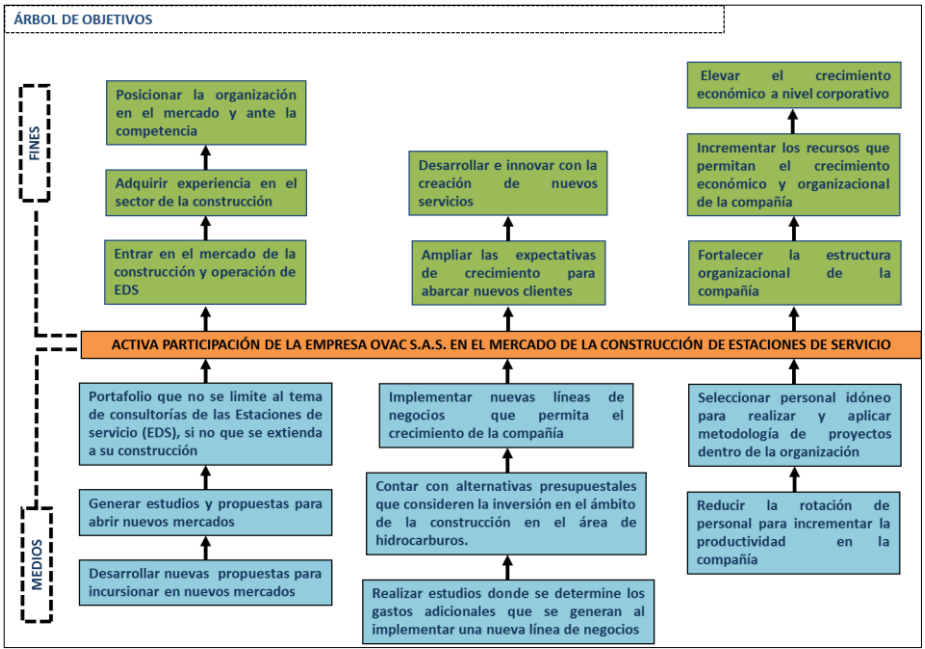 ÁRBOL DE OBJETIVOS
FINES
Posicionar la organización
en el mercado y ante la
competencia
Adquirir experiencia en el
sector de la construcción
Entrar en el mercado de la
construcción y operación de
EDS
Desarrollar e innovar con la
creación de nuevos
servicios
Ampliar las expectativas
de crecimiento para
abarcar nuevos clientes
Elevar el crecimiento
económico a nivel corporativo
Incrementar los recursos que
permitan el crecimiento
económico y organizacional
de la compañía
Fortalecer la estructura
organizacional de la
compañía
ACTIVA PARTICIPACIÓN DE LA EMPRESA OVAC S.A.S. EN EL MERCADO DE LA CONSTRUCCIÓN DE ESTACIONES DE SERVICIO
MEDIOS
Portafolio que no se limite al tema
de consultorías de las Estaciones de
servicio (EDS), si no que se extienda
a su construcción
Generar estudios y propuestas para
abrir nuevos mercados
Desarrollar nuevas propuestas para
incursionar en nuevos mercados
Implementar nuevas líneas de
negocios que permita el
crecimiento de la compañía
Contar con alternativas presupuestales
que consideren la inversión en el ámbito
de la construcción en el área de
hidrocarburos.
Realizar estudios donde se determine los
gastos adicionales que se generan al
implementar una nueva línea de negocios
Seleccionar personal idóneo
para realizar y aplicar
metodología de proyectos
dentro de la organización
Reducir la rotación de
personal para incrementar la
productividad en la
compañía